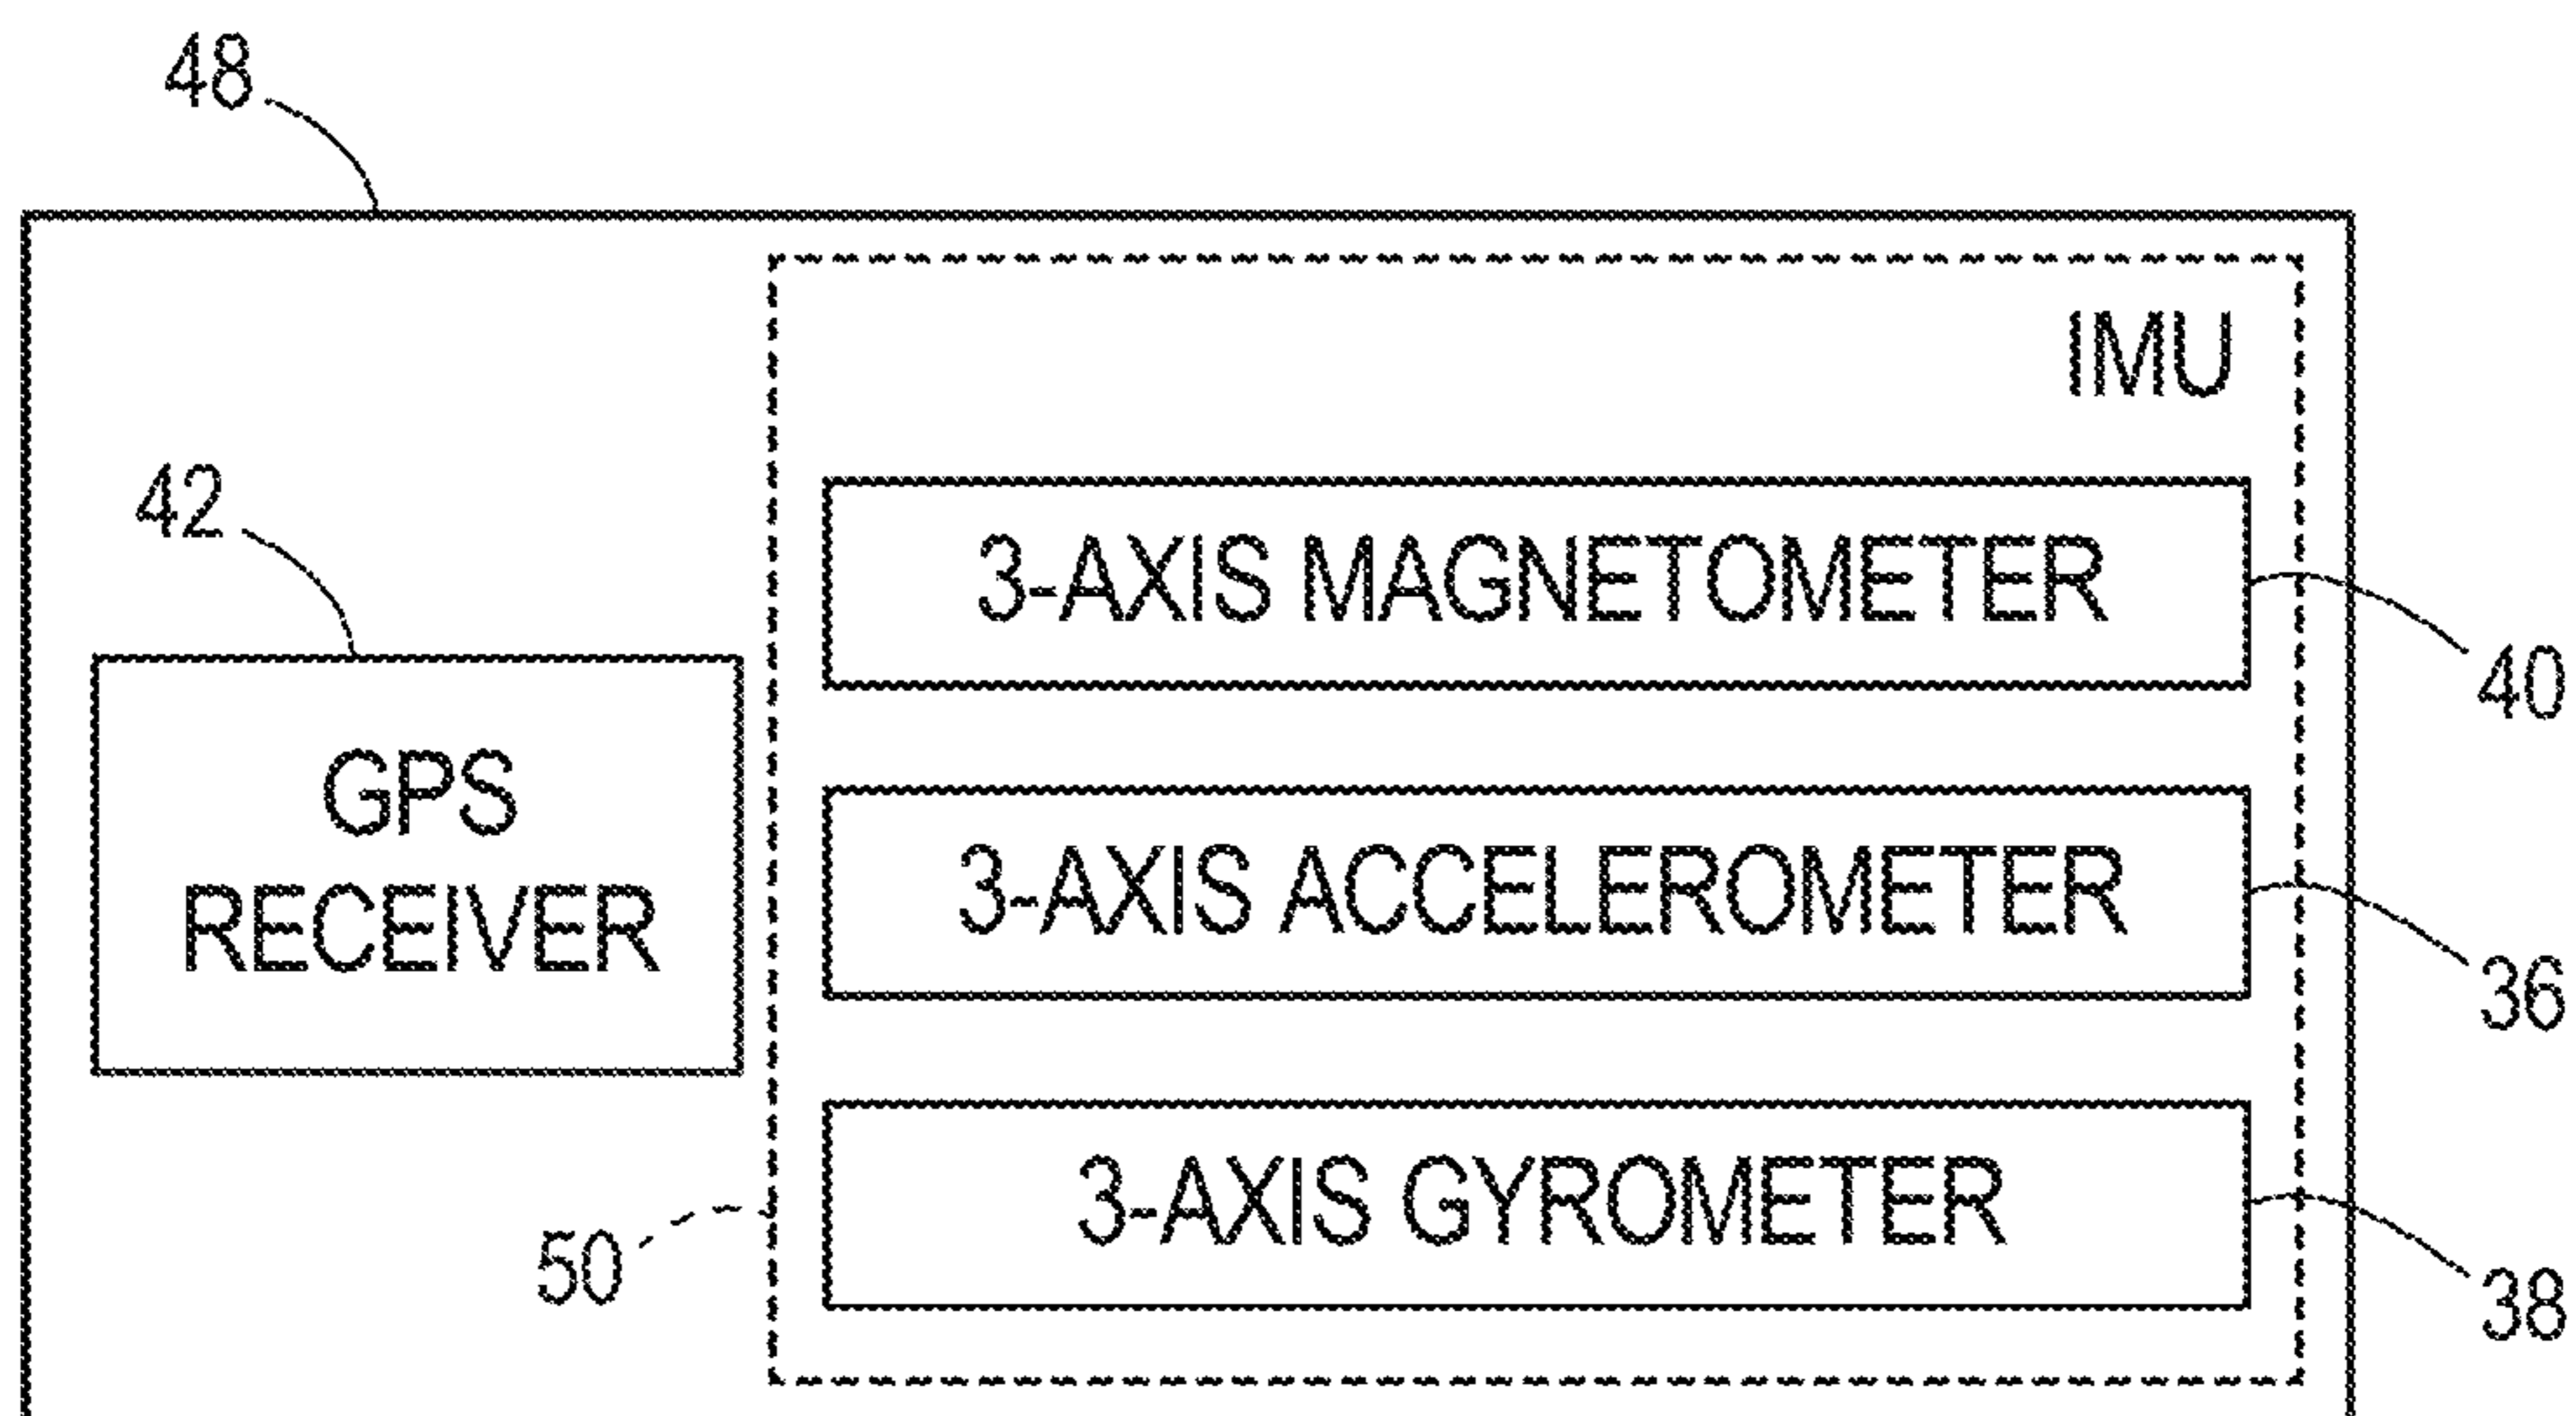 48
IMU
42
3-AXIS MAGNETOMETER
40
GPS
RECEIVER
3-AXIS ACCELEROMETER
36
3-AXIS GYROMETER
50
38